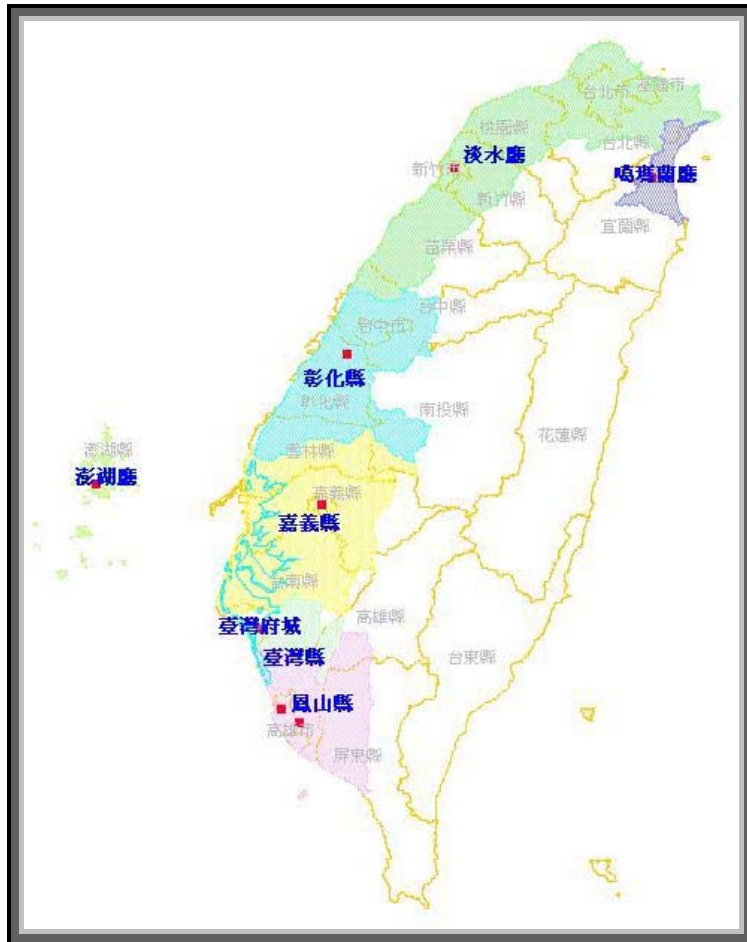 台北市
基隆市
桃園縣
台北縣
淡水廳
新竹市
噶瑪蘭廳
新竹縣
宜蘭縣
苗栗縣
台中縣
台中市
彰化縣
彰化縣
南投縣
花蓮縣
雲林縣
澎湖縣
澎湖廳
嘉義縣
嘉義縣
台南縣
高雄縣
臺灣府城
臺灣縣
台東縣
鳳山縣
高雄市
屏東縣